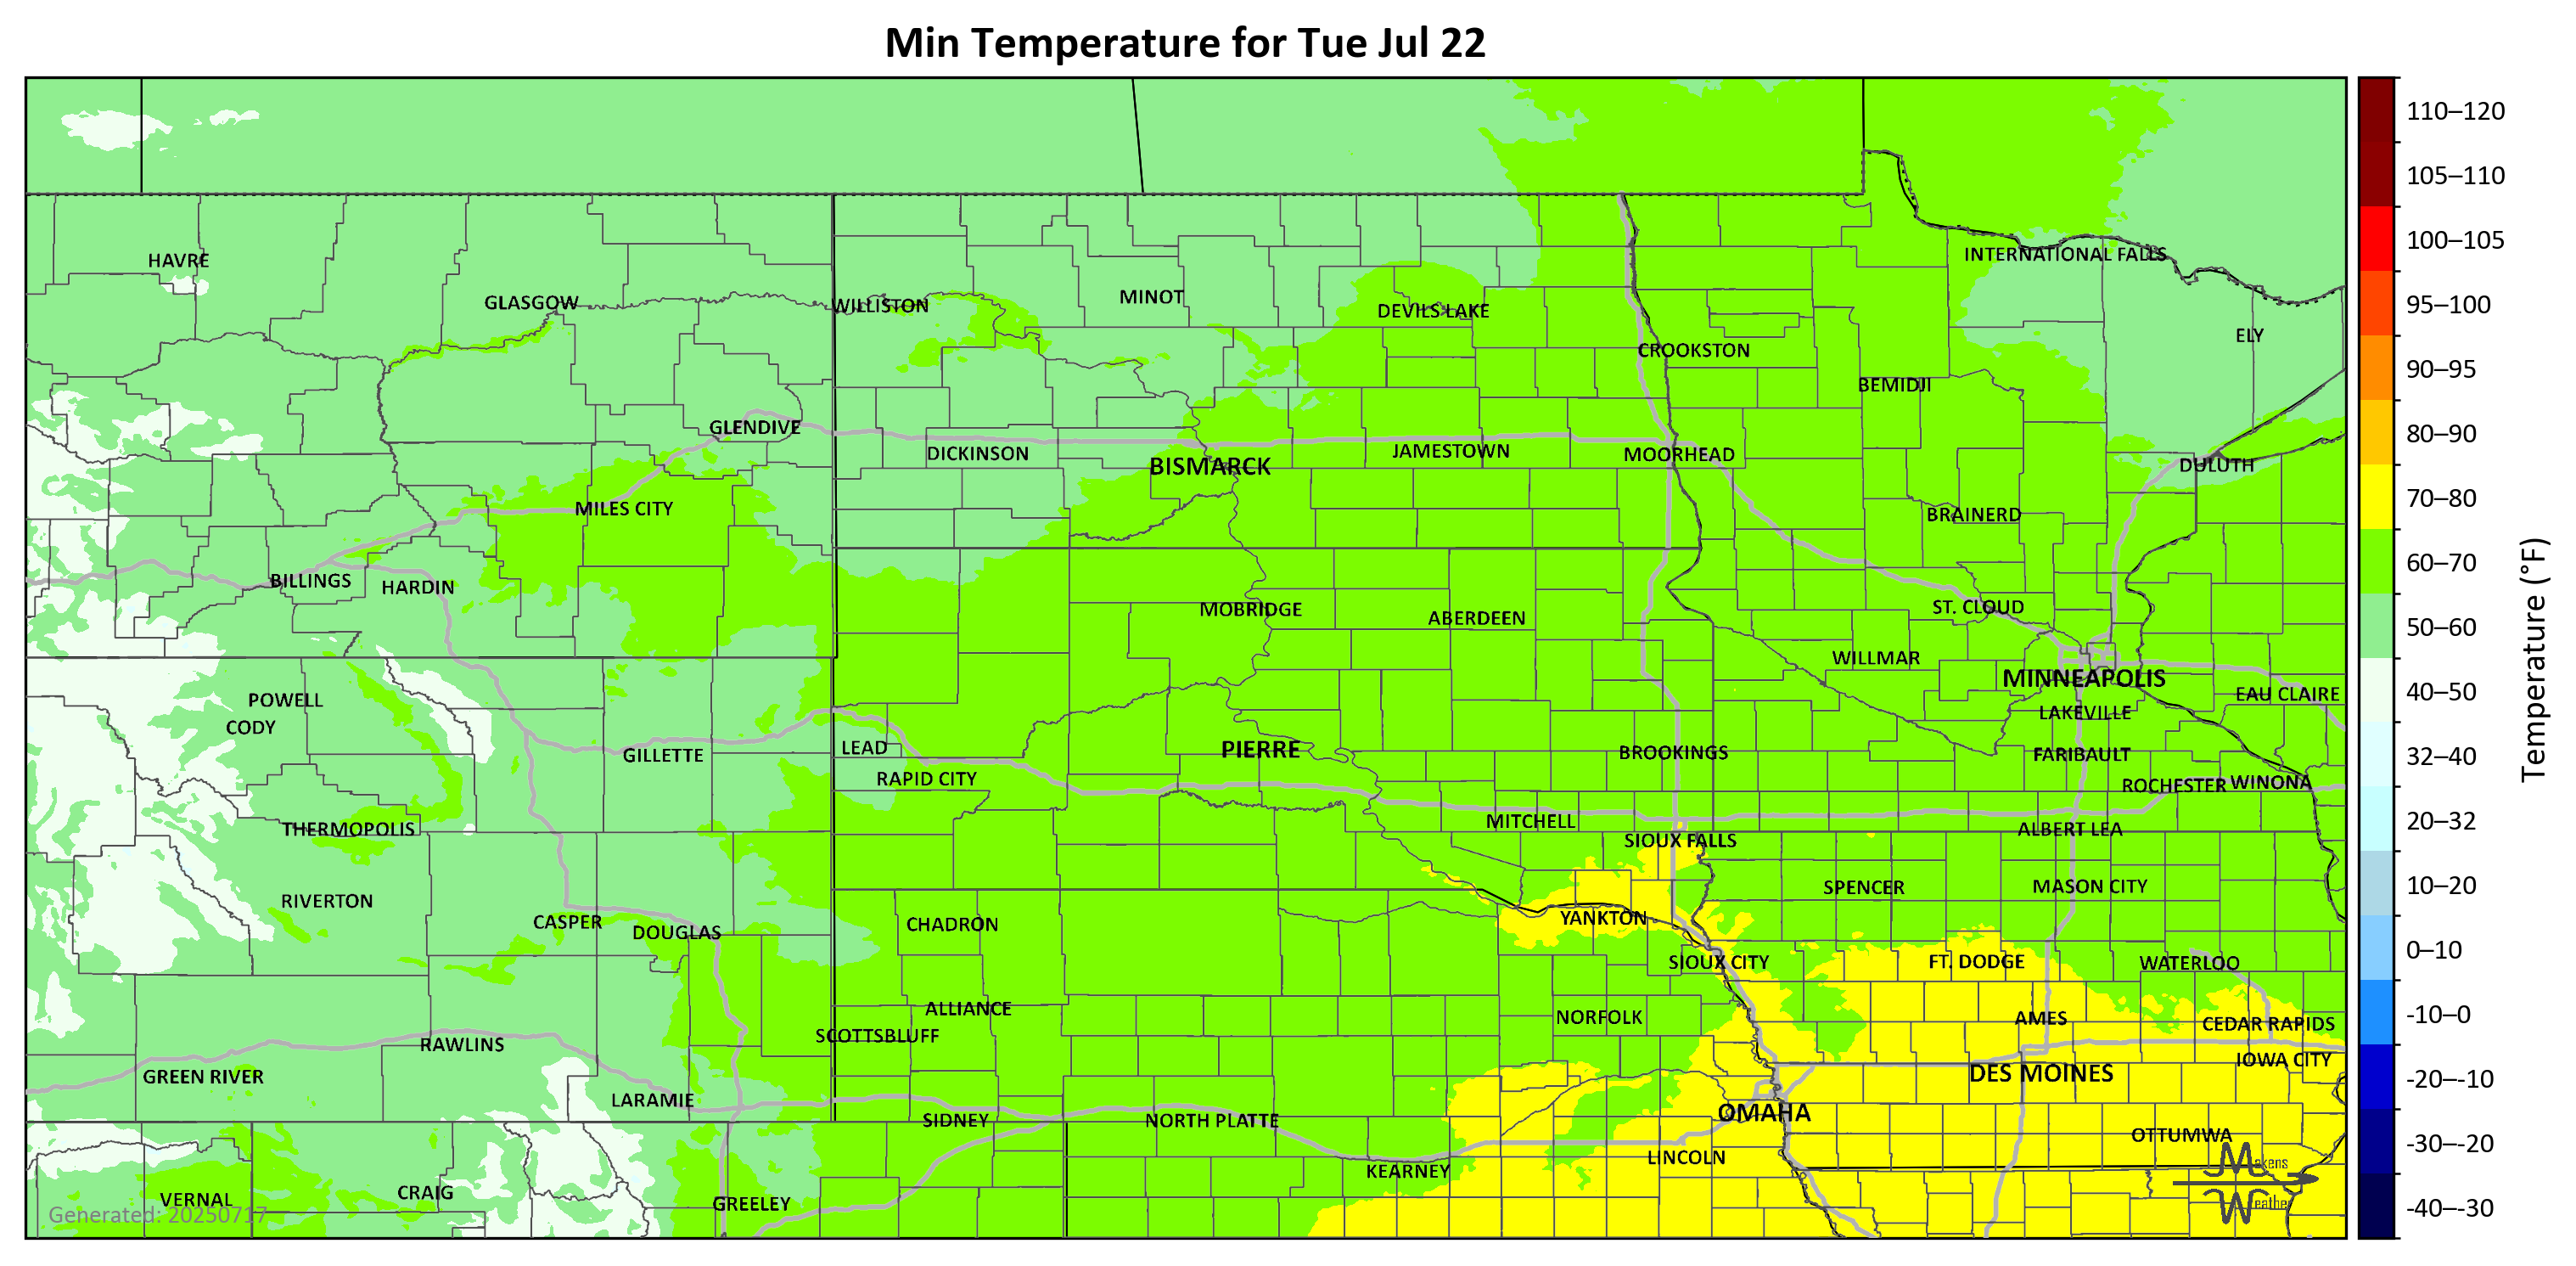 Min Temperature for Tue Jul 22
HAVRE
GLASGOW
WILLISTON
MINOT
DEVILS LAKE
INTERNATIONAL FALLS
ELY
CROOKSTON
BEMIDJI
GLENDIVE
DICKINSON
BISMARCK
JAMESTOWN
MOORHEAD
DULUTH
MILES CITY
BRAINERD
BILLINGS
HARDIN
MOBRIDGE
ABERDEEN
ST. CLOUD
WILLMAR
MINNEAPOLIS
EAU CLAIRE
POWELL
CODY
LAKEVILLE
GILLETTE
LEAD
PIERRE
BROOKINGS
FARIBAULT
RAPID CITY
ROCHESTER
WINONA
THERMOPOLIS
MITCHELL
SIOUX FALLS
ALBERT LEA
RIVERTON
SPENCER
MASON CITY
CASPER
DOUGLAS
CHADRON
YANKTON
SIOUX CITY
FT. DODGE
WATERLOO
ALLIANCE
NORFOLK
AMES
CEDAR RAPIDS
SCOTTSBLUFF
RAWLINS
IOWA CITY
GREEN RIVER
DES MOINES
LARAMIE
SIDNEY
NORTH PLATTE
OMAHA
OTTUMWA
LINCOLN
KEARNEY
VERNAL
CRAIG
GREELEY
Generated: 20250717
Makens
Weather
110–120
105–110
100–105
95–100
90–95
80–90
70–80
60–70
50–60
40–50
32–40
20–32
10–20
0–10
-10–0
-20–-10
-30–-20
-40–-30
Temperature (°F)